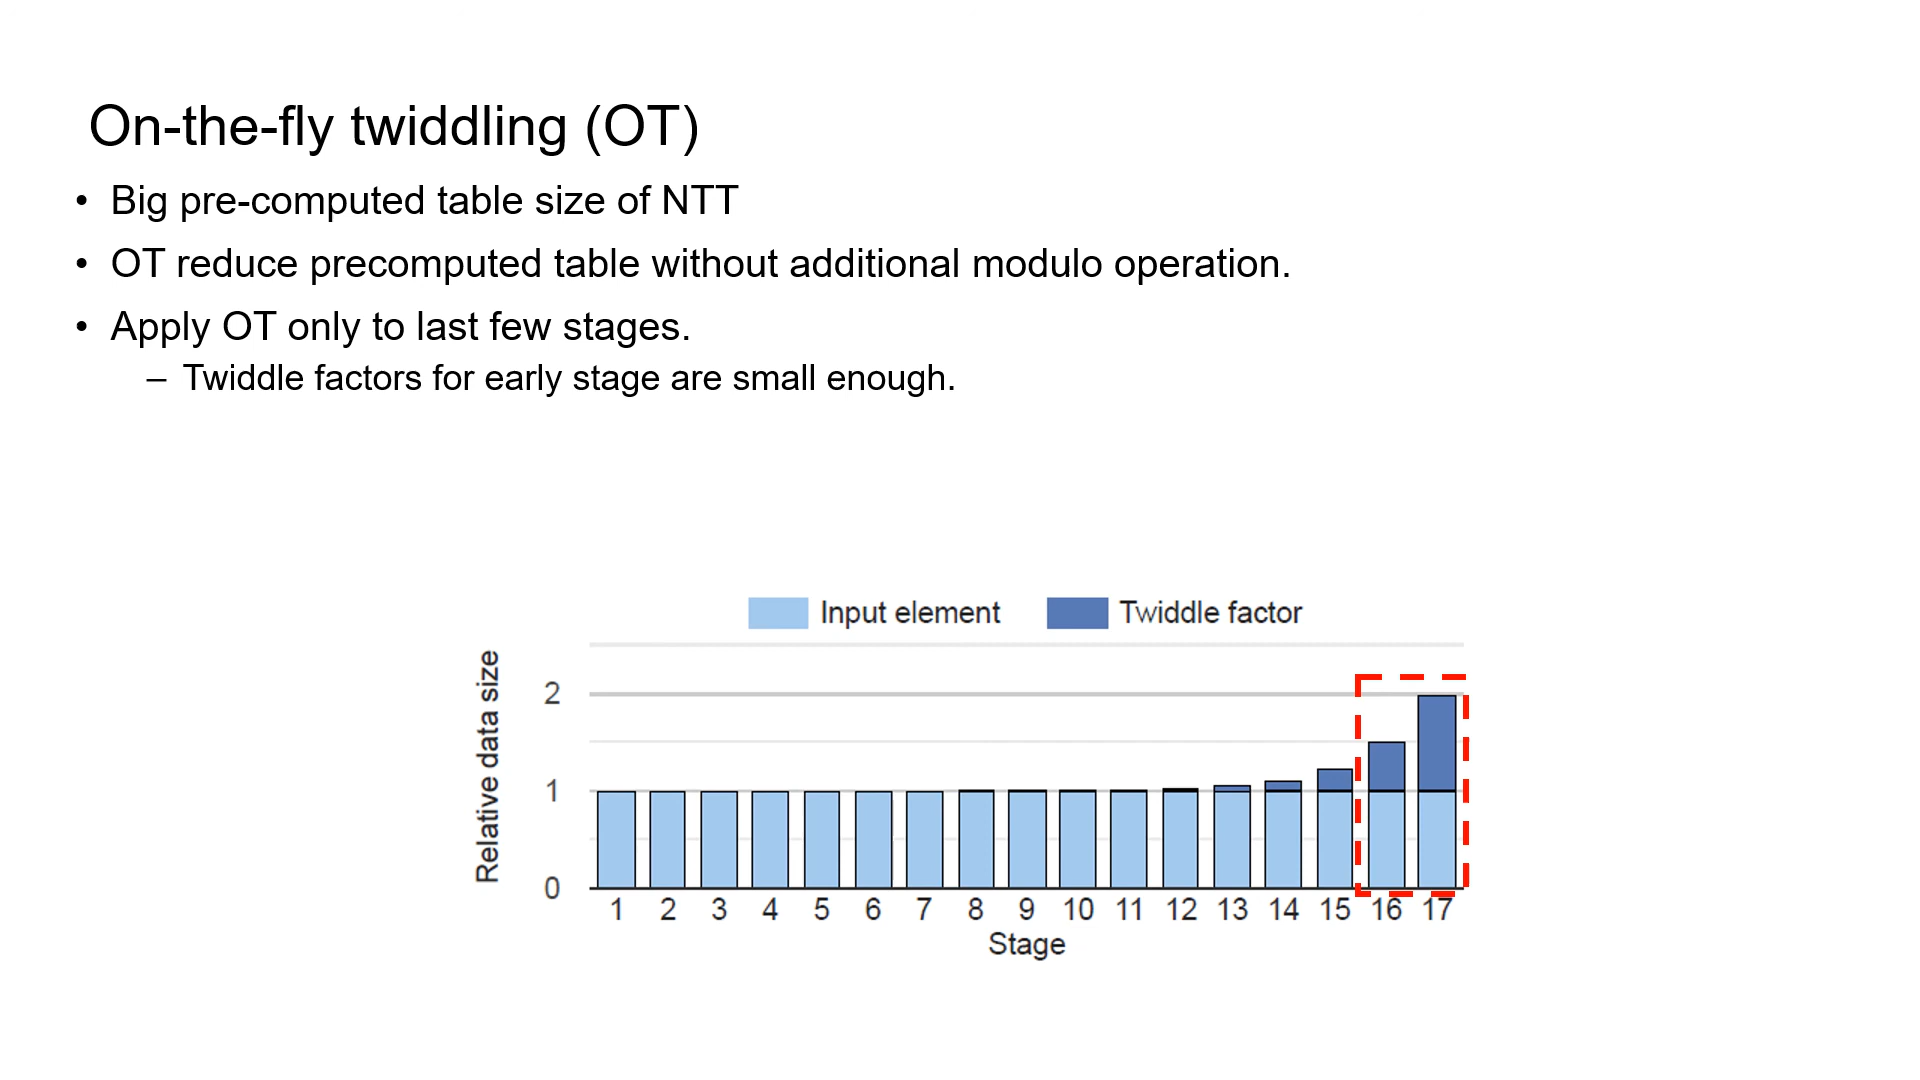 On-the-fly twiddling (OT)
• Big pre-computed table size of NTT
• OT reduce precomputed table without additional modulo operation.
• Apply OT only to last few stages.
– Twiddle factors for early stage are small enough.
Input element Twiddle factor
Relative data size
2
1
0
1 2 3 4 5 6 7 8 9 10 11 12 13 14 15 16 17
Stage